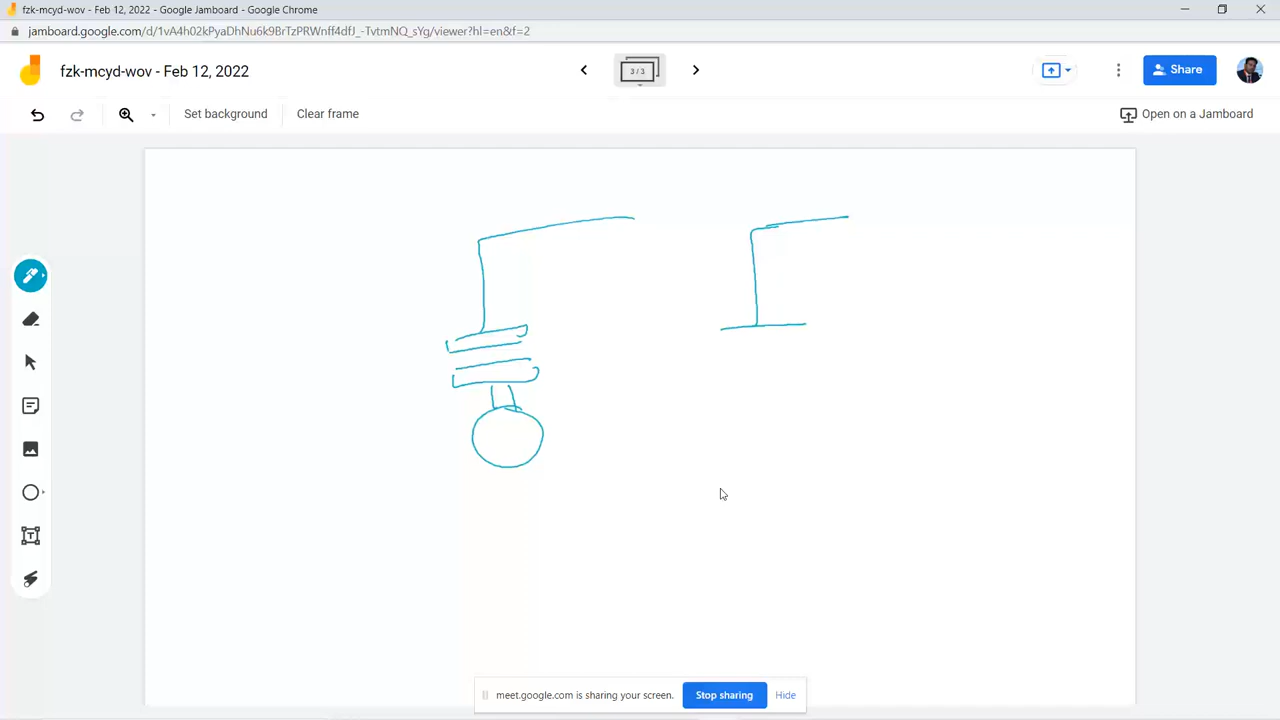 fzk-mcyd-wov - Feb 12, 2022 - Google Jamboard - Google Chrome
jamboard.google.com/d/1vA4h02kPyaDhNu6k9BrTzPRWnff4dfJ_-TvtmNQ_sYg/viewer?hl=en&f=2
fzk-mcyd-wov - Feb 12, 2022
3 / 3
Share
Set background
Clear frame
Open on a Jamboard
T
meet.google.com is sharing your screen.
Stop sharing
Hide